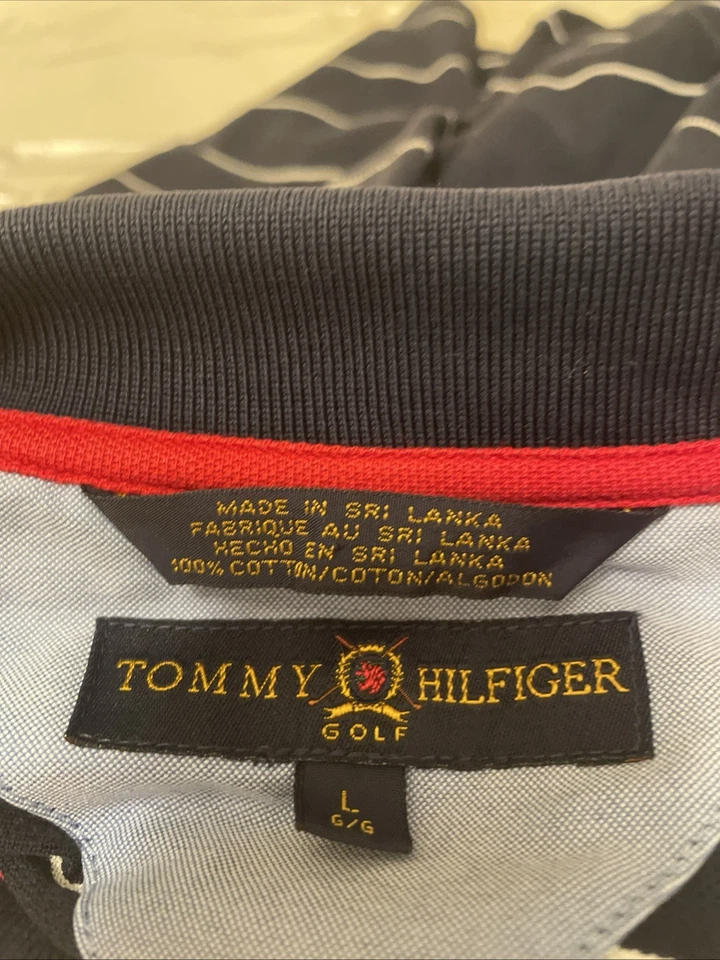 MADE IN SRI LANKA
FABRIQUE AU SRI LANKA
HECHO EN SRI LANKA
100% COTTON/COTON/ALGODON
TOMMY HILFIGER
GOLF
L
G/G